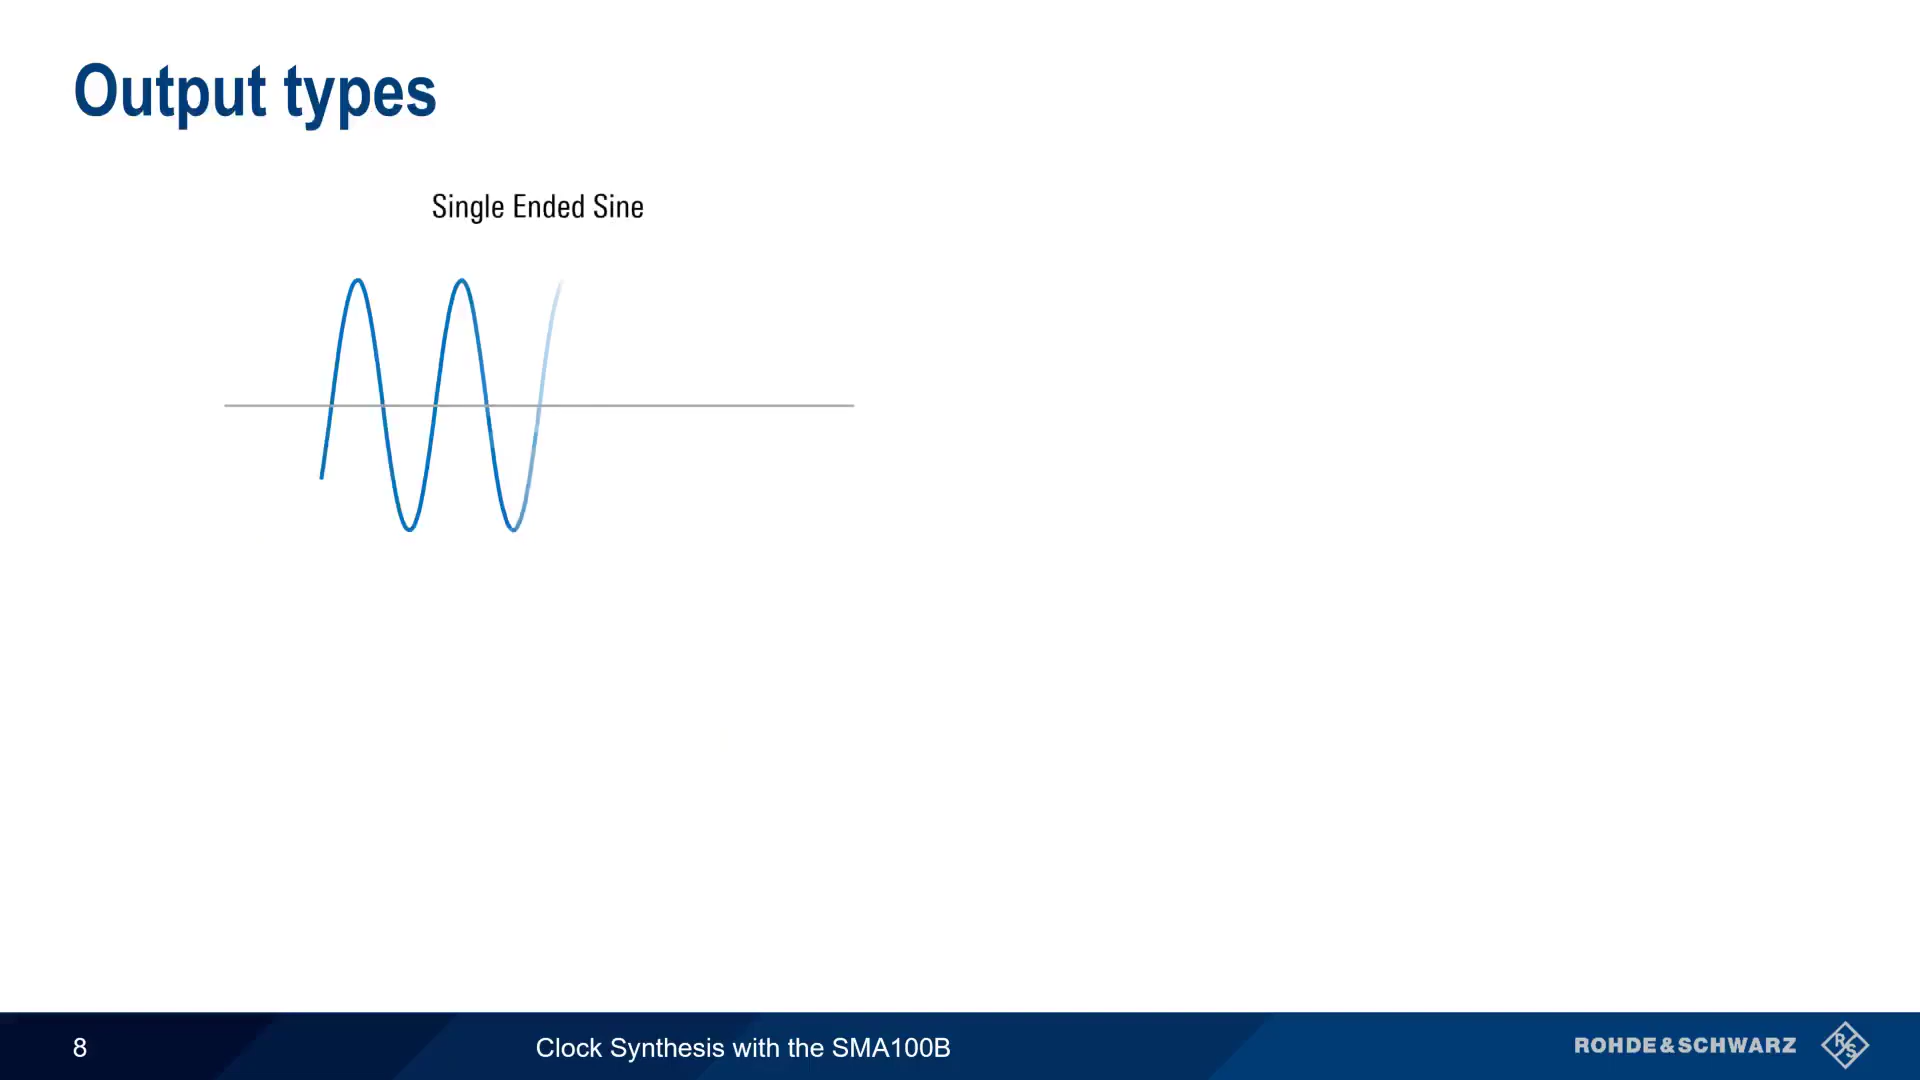 Output types
Single Ended Sine
8
Clock Synthesis with the SMA100B
ROHDE&SCHWARZ
R
S